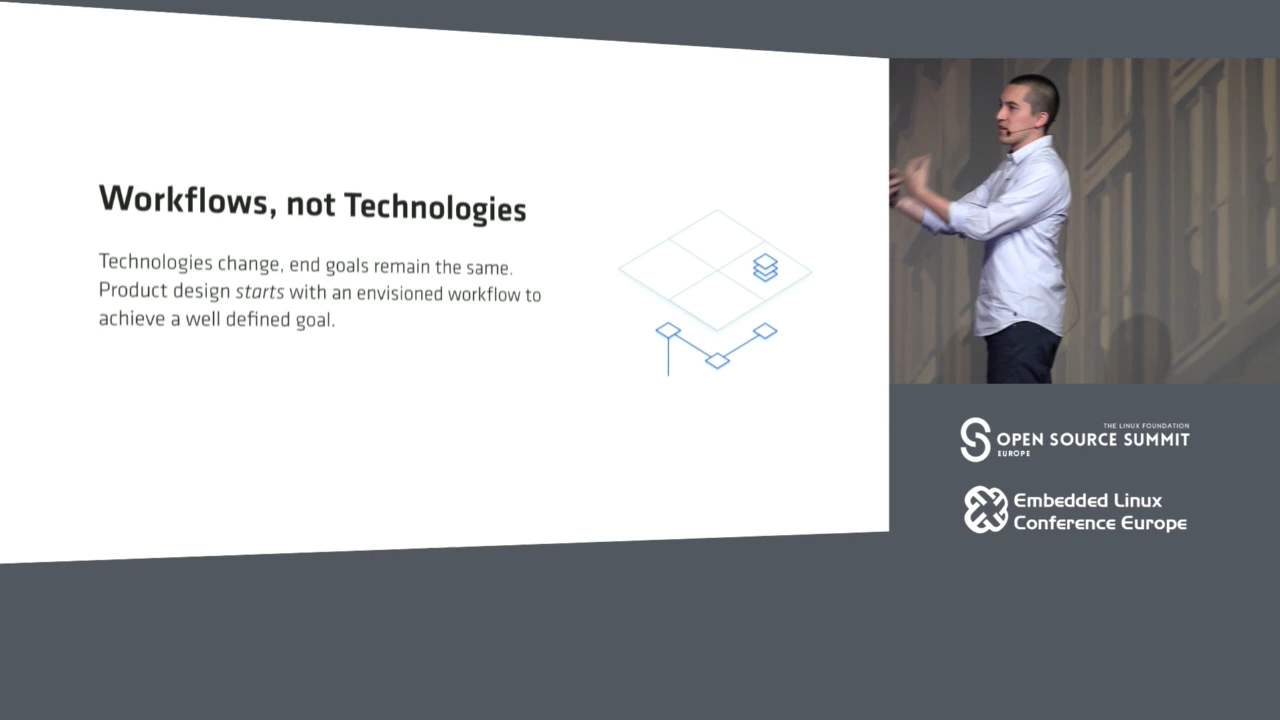 Workflows, not Technologies
Technologies change, end goals remain the same.
Product design starts with an envisioned workflow to
achieve a well defined goal.
THE LINUX FOUNDATION
OPEN SOURCE SUMMIT
EUROPE
Embedded Linux
Conference Europe